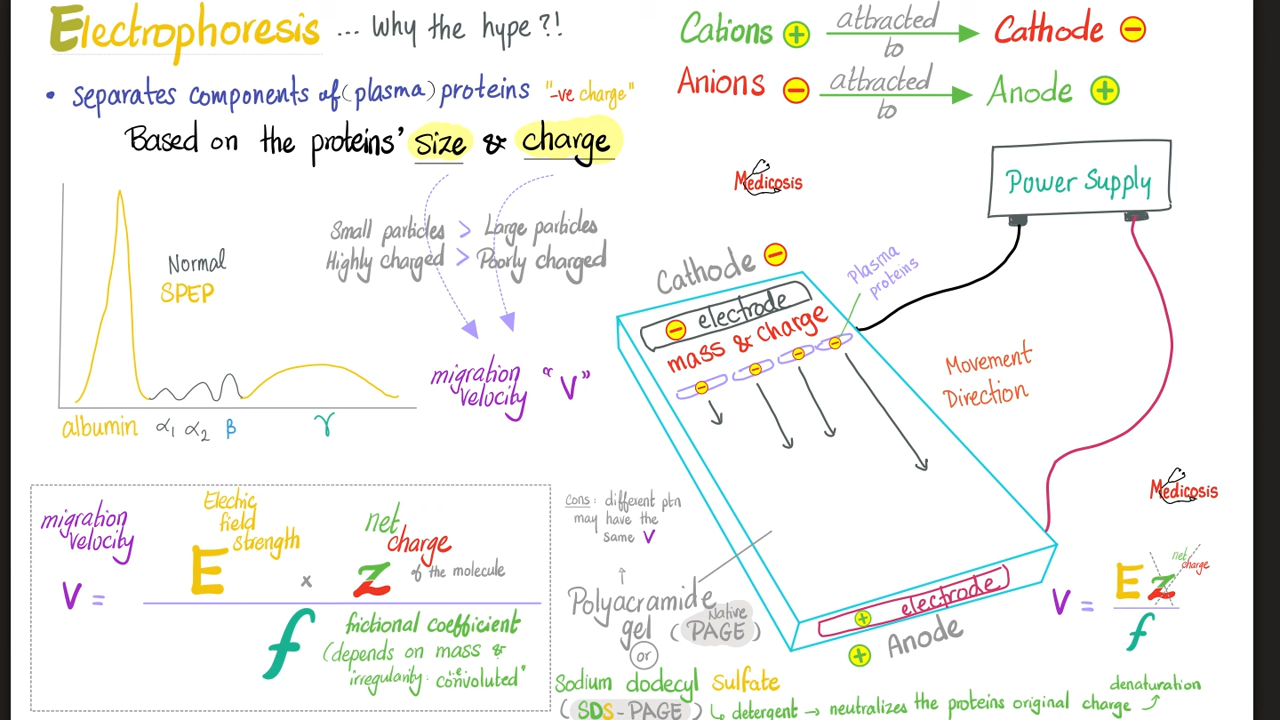 Electrophoresis ... Why the hype?!
• Separates components of (plasma) proteins "-ve charge"
Based on the proteins' size & charge
Small particles > Large particles
Highly charged > Poorly charged
migration velocity "V"
Normal
SPEP
albumin α1 α2 β γ
Cations + attracted to Cathode -
Anions - attracted to Anode +
Medicosis
Power Supply
Cathode -
Plasma proteins
- electrode
mass & charge
Movement
Direction
+ electrode
+ Anode
Medicosis
migration velocity
V =
Electric
field
strength
E
x
net
charge
z of the molecule
f
frictional coefficient
(depends on mass &
irregularity "convoluted"
Cons: different ptn
may have the
same V
Polyacramide
gel (Native PAGE)
or
Sodium dodecyl Sulfate
(SDS-PAGE) ↳ detergent → neutralizes the proteins original charge
denaturation
V = E z
net
charge
f